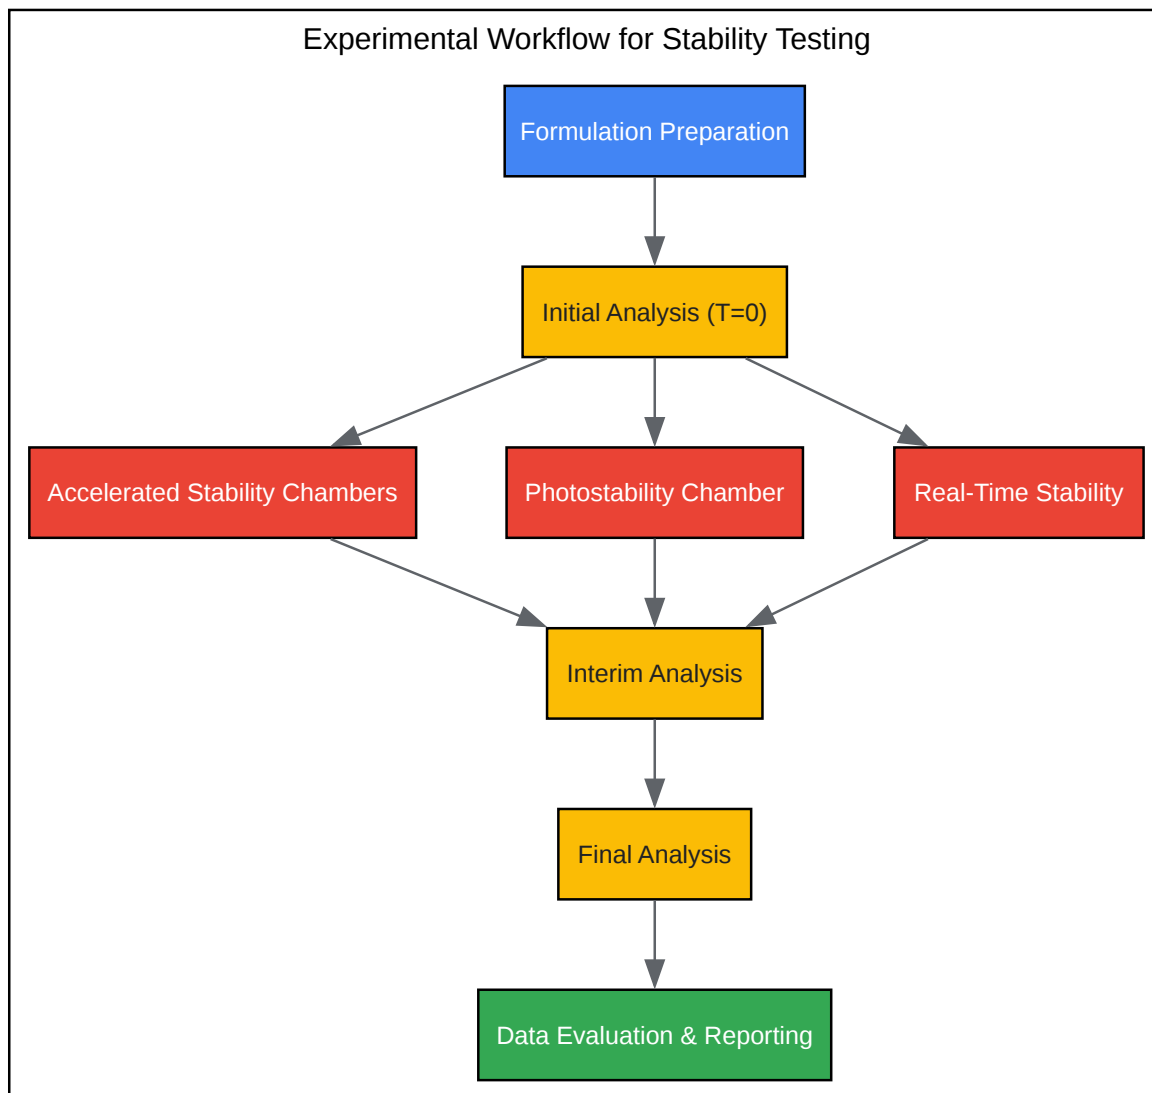 Experimental Workflow for Stability Testing
Formulation Preparation
Initial Analysis (T=0)
Accelerated Stability Chambers
Photostability Chamber
Real-Time Stability
Interim Analysis
Final Analysis
Data Evaluation & Reporting